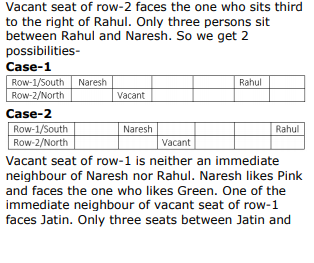 Vacant seat of row-2 faces the one who sits third
to the right of Rahul. Only three persons sit
between Rahul and Naresh. So we get 2
possibilities-
Case-1
Row-1/South Naresh Rahul
Row-2/North Vacant
Case-2
Row-1/South Naresh Rahul
Row-2/North Vacant
Vacant seat of row-1 is neither an immediate
neighbour of Naresh nor Rahul. Naresh likes Pink
and faces the one who likes Green. One of the
immediate neighbour of vacant seat of row-1
faces Jatin. Only three seats between Jatin and